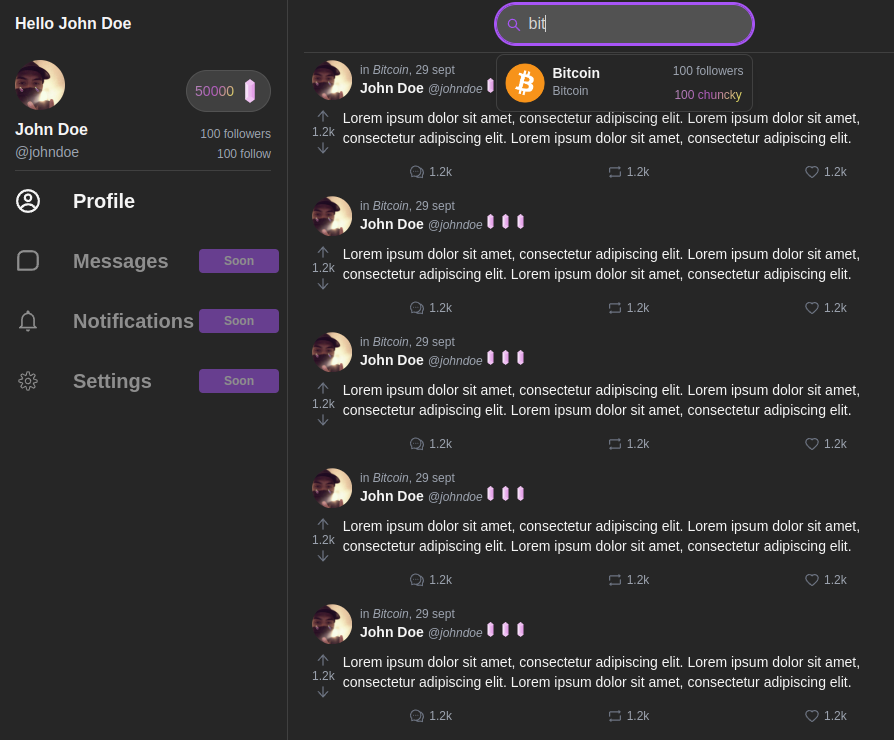 Hello John Doe
50000
John Doe
100 followers
@johndoe
100 follow
Profile
Messages Soon
Notifications Soon
Settings Soon
bit
Bitcoin
100 followers
Bitcoin
100 chuncky
in Bitcoin, 29 sept
John Doe @johndoe
1.2k
Lorem ipsum dolor sit amet, consectetur adipiscing elit. Lorem ipsum dolor sit amet,
consectetur adipiscing elit. Lorem ipsum dolor sit amet, consectetur adipiscing elit.
1.2k 1.2k 1.2k
in Bitcoin, 29 sept
John Doe @johndoe
1.2k
Lorem ipsum dolor sit amet, consectetur adipiscing elit. Lorem ipsum dolor sit amet,
consectetur adipiscing elit. Lorem ipsum dolor sit amet, consectetur adipiscing elit.
1.2k 1.2k 1.2k
in Bitcoin, 29 sept
John Doe @johndoe
1.2k
Lorem ipsum dolor sit amet, consectetur adipiscing elit. Lorem ipsum dolor sit amet,
consectetur adipiscing elit. Lorem ipsum dolor sit amet, consectetur adipiscing elit.
1.2k 1.2k 1.2k
in Bitcoin, 29 sept
John Doe @johndoe
1.2k
Lorem ipsum dolor sit amet, consectetur adipiscing elit. Lorem ipsum dolor sit amet,
consectetur adipiscing elit. Lorem ipsum dolor sit amet, consectetur adipiscing elit.
1.2k 1.2k 1.2k
in Bitcoin, 29 sept
John Doe @johndoe
1.2k
Lorem ipsum dolor sit amet, consectetur adipiscing elit. Lorem ipsum dolor sit amet,
consectetur adipiscing elit. Lorem ipsum dolor sit amet, consectetur adipiscing elit.
1.2k 1.2k 1.2k